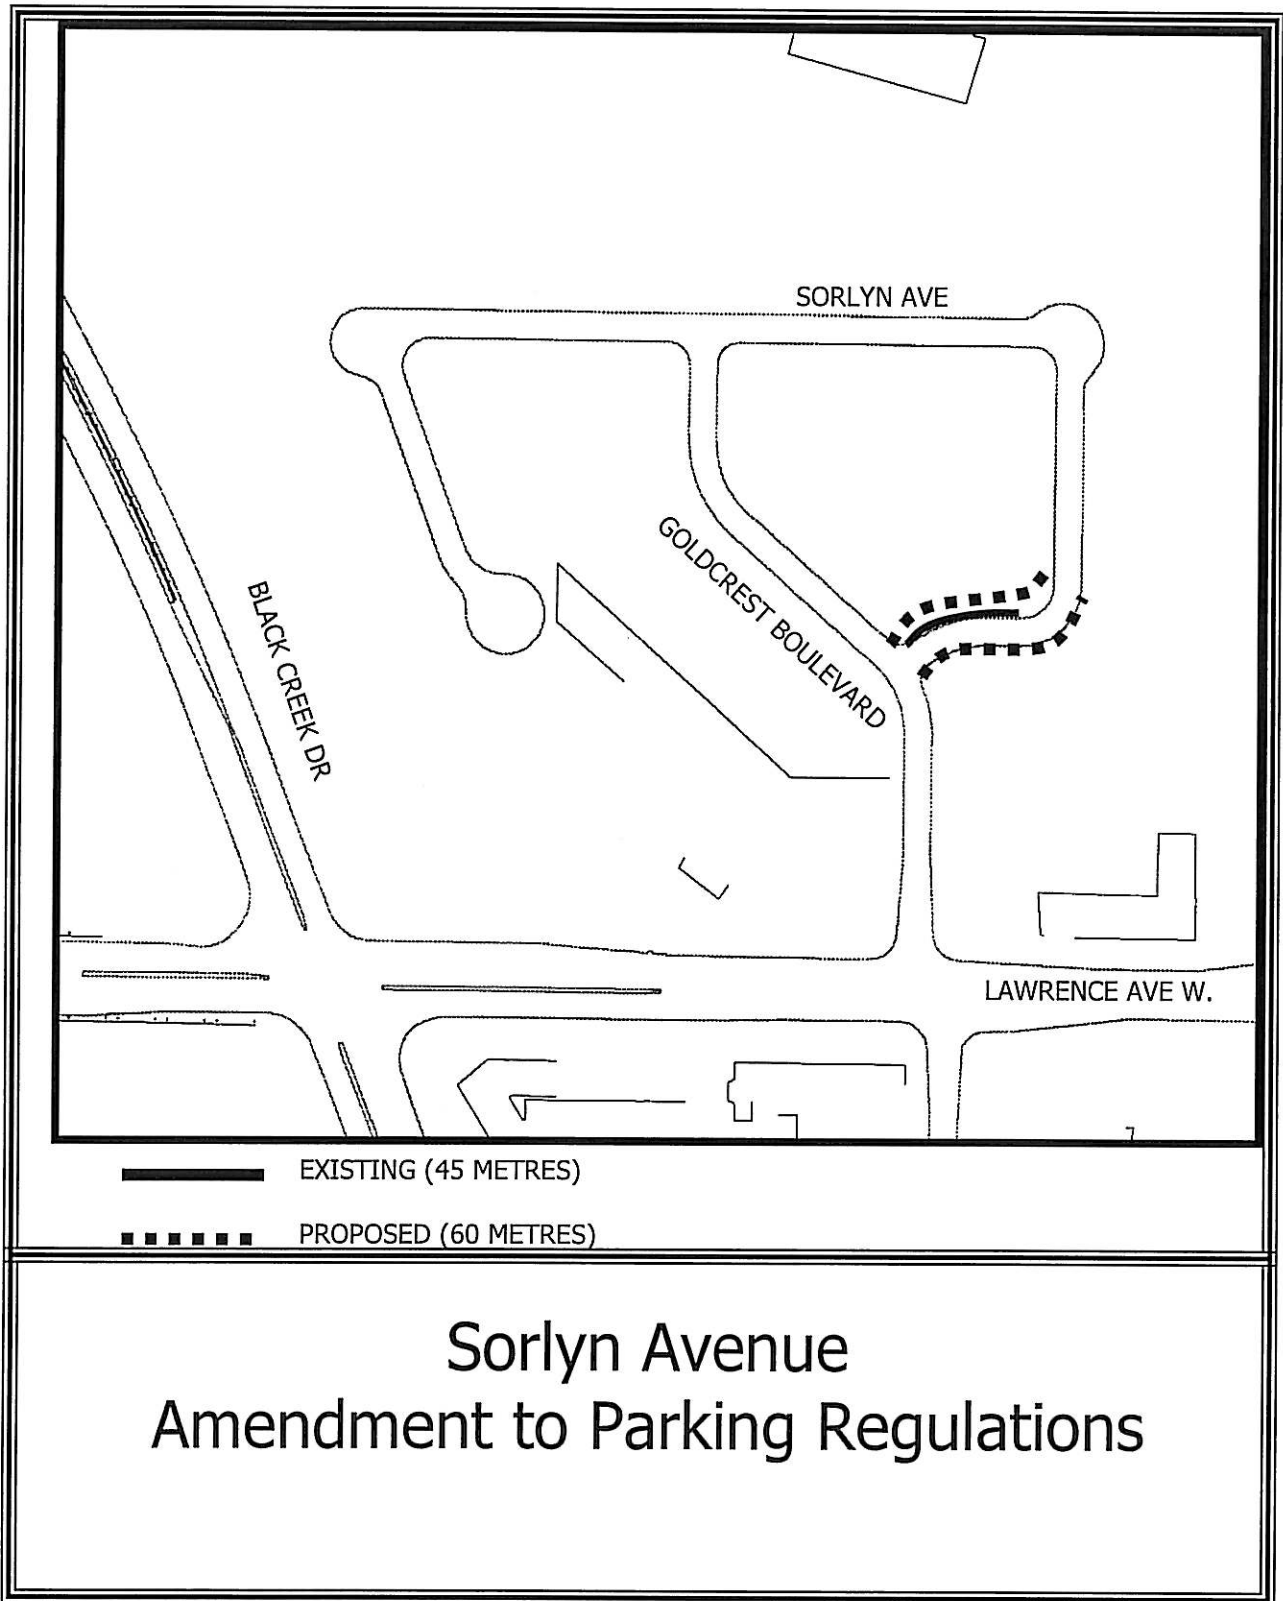 SORLYN AVE
GOLDCREST BOULEVARD
BLACK CREEK DR
LAWRENCE AVE W.
EXISTING (45 METRES)
PROPOSED (60 METRES)
Sorlyn Avenue
Amendment to Parking Regulations